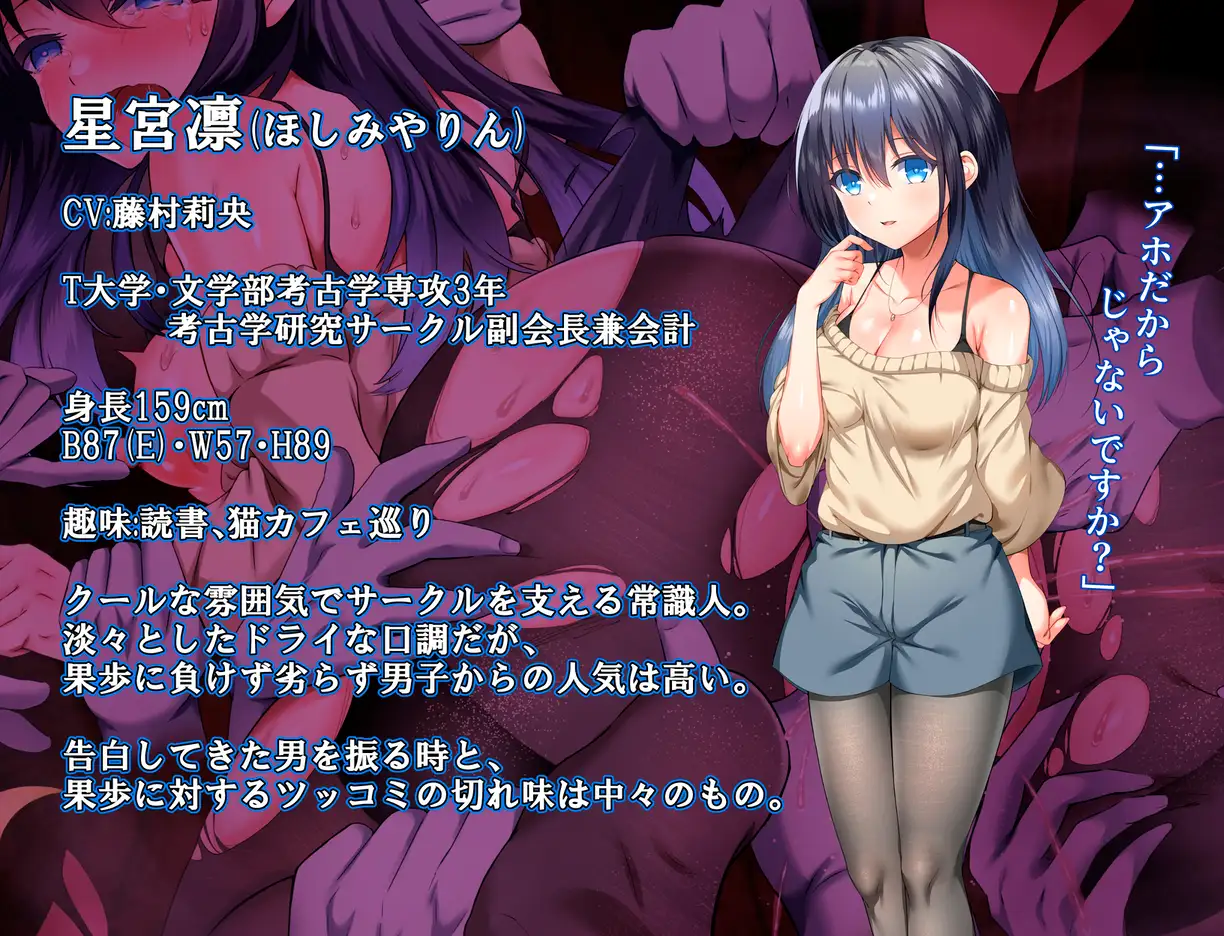 星宮凛(ほしみやりん)
CV:藤村莉央
T大学・文学部考古学専攻3年
考古学研究サークル副会長兼会計
身長159cm
B87(E)・W57・H89
趣味:読書、猫カフェ巡り
クールな雰囲気でサークルを支える常識人。
淡々としたドライな口調だが、
果歩に負けず劣らず男子からの人気は高い。
告白してきた男を振る時と、
果歩に対するツッコミの切れ味は中々のもの。
「…アホだから
じゃないですか？」